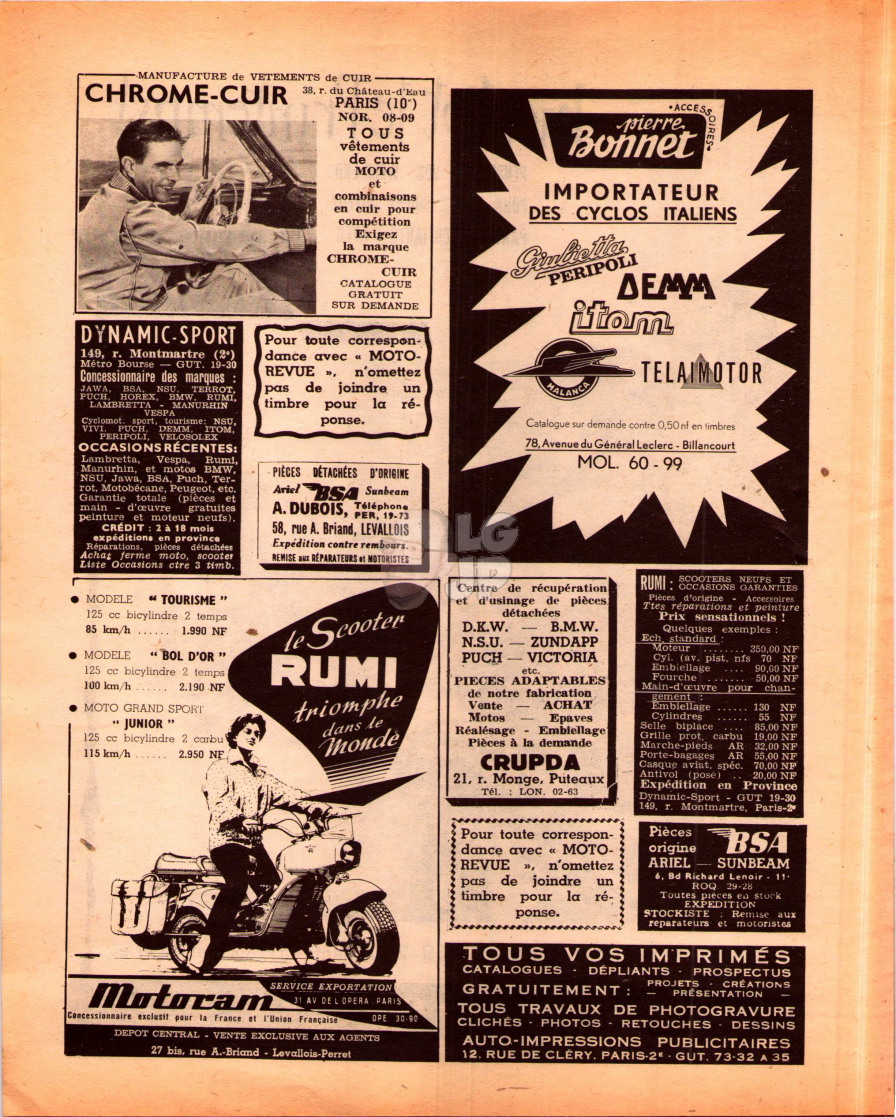 MANUFACTURE de VETEMENTS de CUIR
CHROME-CUIR
38, r. du Château-d'Eau
PARIS (10°)
NOR. 08-09
TOUS
vêtements
de cuir
MOTO
et
combinaisons
en cuir pour
compétition
Exigez
la marque
CHROME-
CUIR
CATALOGUE
GRATUIT
SUR DEMANDE
ACCESSOIRES
pierre
Bonnet
IMPORTATEUR
DES CYCLOS ITALIENS
Giulietta
PERIPOLI
DEMM
itom
MALANCA
TELAIMOTOR
Catalogue sur demande contre 0,50 nf en timbres
78, Avenue du Général Leclerc - Billancourt
MOL. 60-99
DYNAMIC-SPORT
149, r. Montmartre (2e)
Métro Bourse — GUT. 19-30
Concessionnaire des marques :
JAWA, BSA, NSU, TERROT,
PUCH, HOREX, BMW, RUMI,
LAMBRETTA - MANURHIN
VESPA
Cyclomot. sport, tourisme: NSU,
VIVI, PUCH, DEMM, ITOM,
PERIPOLI, VELOSOLEX
OCCASIONS RÉCENTES:
Lambretta, Vespa, Rumi,
Manurhin, et motos BMW,
NSU, Jawa, BSA, Puch, Ter-
rot, Motobécane, Peugeot, etc.
Garantie totale (pièces et
main - d'œuvre gratuites
peinture et moteur neufs).
CRÉDIT : 2 à 18 mois
expéditions en province
Réparations, pièces détachées
Achat ferme moto, scooter
Liste Occasions ctre 3 timb.
Pour toute correspon-
dance avec « MOTO-
REVUE », n'omettez
pas de joindre un
timbre pour la ré-
ponse.
PIÈCES DÉTACHÉES D'ORIGINE
Ariel BSA Sunbeam
A. DUBOIS, Téléphone
PER. 19-73
58, rue A. Briand, LEVALLOIS
Expédition contre rembours.
REMISE aux RÉPARATEURS et MOTORISTES
MODELE " TOURISME "
125 cc bicylindre 2 temps
85 km/h ...... 1.990 NF
MODELE " BOL D'OR "
125 cc bicylindre 2 temps
100 km/h ...... 2.190 NF
MOTO GRAND SPORT
" JUNIOR "
125 cc bicylindre 2 carbu
115 km/h ...... 2.950 NF
le Scooter
RUMI
triomphe
dans le
Monde
Motoram
SERVICE EXPORTATION
31 AV DE L'OPERA - PARIS
Concessionnaire exclusif pour la France et l'Union Française
OPE. 30-90
DEPOT CENTRAL - VENTE EXCLUSIVE AUX AGENTS
27 bis, rue A.-Briand - Levallois-Perret
Centre de récupération
et d'usinage de pièces
détachées
D.K.W. — B.M.W.
N.S.U. — ZUNDAPP
PUCH — VICTORIA
etc.
PIECES ADAPTABLES
de notre fabrication
Vente — ACHAT
Motos - Epaves
Réalésage - Embiellage
Pièces à la demande
CRUPDA
21, r. Monge, Puteaux
Tél. : LON. 02-63
RUMI : SCOOTERS NEUFS ET
OCCASIONS GARANTIES
Pièces d'origine - Accessoires
Ttes réparations et peinture
Prix sensationnels !
Quelques exemples :
Ech. standard :
Moteur ........ 350,00 NF
Cyl. (av. pist. nfs 70 NF
Embiellage .... 90,00 NF
Fourche ...... 50,00 NF
Main-d'œuvre pour chan-
gement :
Embiellage ...... 130 NF
Cylindres ...... 55 NF
Selle biplace .... 85,00 NF
Grille prot. carbu 19,00 NF
Marche-pieds AR 32,00 NF
Porte-bagages AR 55,00 NF
Casque aviat. spéc. 70,00 NF
Antivol (posé) .. 20,00 NF
Expédition en Province
Dynamic-Sport - GUT 19-30
149, r. Montmartre, Paris-2e
Pour toute correspon-
dance avec « MOTO-
REVUE », n'omettez
pas de joindre un
timbre pour la ré-
ponse.
Pièces
origine BSA
ARIEL — SUNBEAM
6, Bd Richard Lenoir - 11e
ROQ 29-28
Toutes pièces en stock
EXPEDITION
STOCKISTE : Remise aux
réparateurs et motoristes
TOUS VOS IMPRIMÉS
CATALOGUES - DÉPLIANTS - PROSPECTUS
GRATUITEMENT : PROJETS - CRÉATIONS
— PRÉSENTATION —
TOUS TRAVAUX DE PHOTOGRAVURE
CLICHÉS - PHOTOS - RETOUCHES - DESSINS
AUTO-IMPRESSIONS PUBLICITAIRES
12, RUE DE CLÉRY, PARIS-2e - GUT. 73-32 A 35